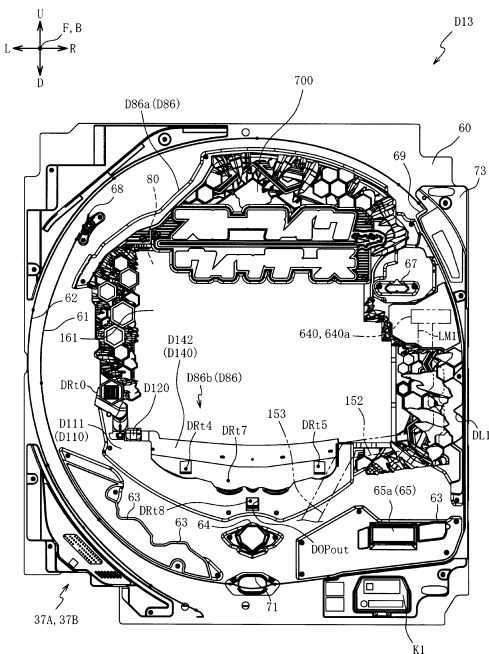 U
F,B
L
R
D
D13
D86a(D86)
700
60
80
69
73
68
67
62
61
161
640,640a
LM1
D142
(D140)
DRt0
D120
D86b(D86)
DRt4
DRt7
153
DRt5
152
DL1
D111
(D110)
DRt8
65a(65)
63
63
63
64
DOPout
71
37A,37B
K1